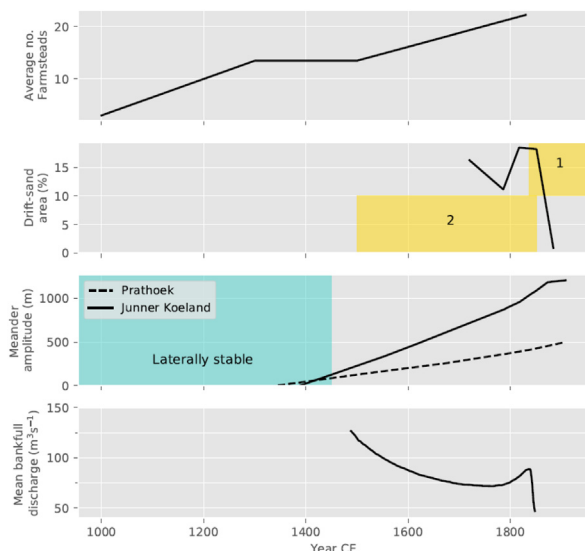 Average no.
Farmsteads
20
10
Drift-sand
area (%)
15
10
5
0
1
2
Meander
amplitude (m)
1000
500
0
Prathoek
Junner Koeland
Laterally stable
Mean bankfull
discharge (m³s⁻¹)
150
100
50
1000 1200 1400 1600 1800
Year CE